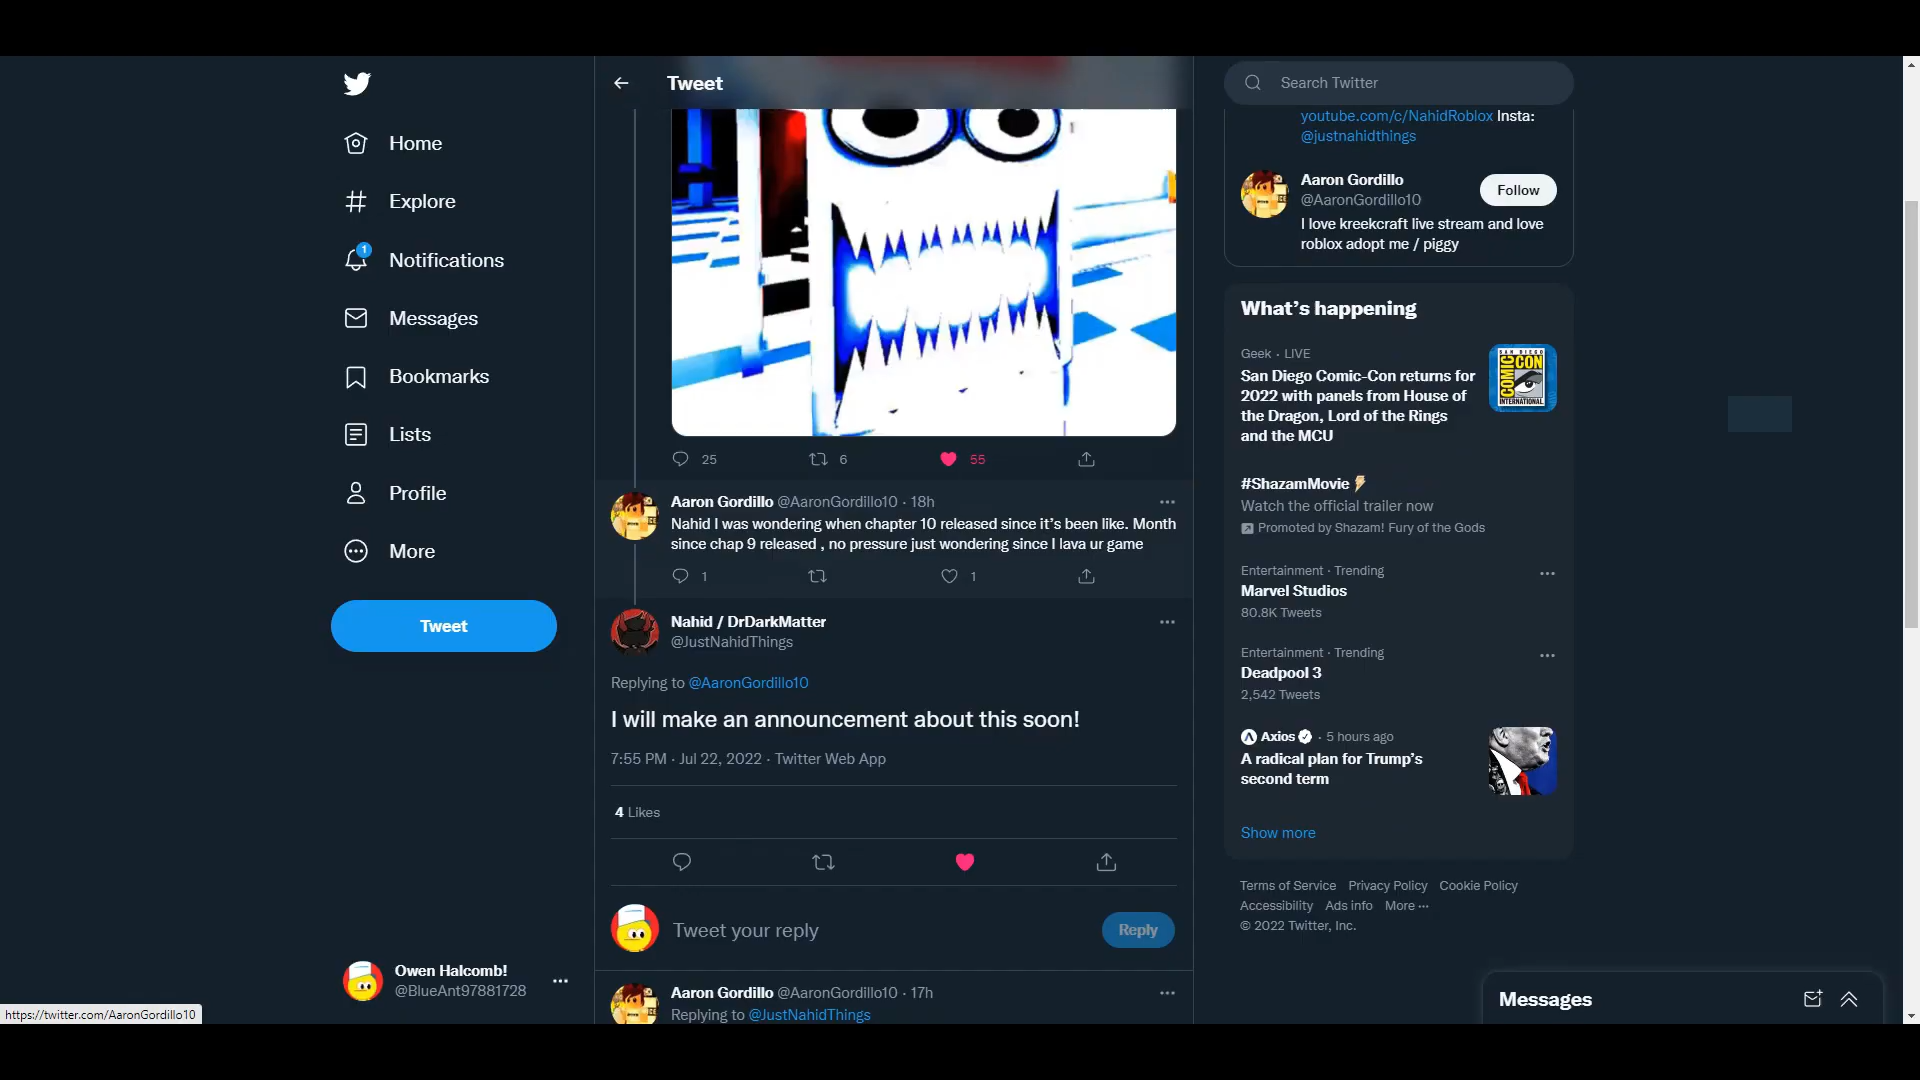 Home
Explore
1
Notifications
Messages
Bookmarks
Lists
Profile
More
Tweet
Owen Halcomb!
@BlueAnt97881728
https://twitter.com/AaronGordillo10
Tweet
25
6
55
Aaron Gordillo @AaronGordillo10 · 18h
Nahid I was wondering when chapter 10 released since it's been like. Month
since chap 9 released , no pressure just wondering since I lava ur game
1
1
Nahid / DrDarkMatter
@JustNahidThings
Replying to @AaronGordillo10
I will make an announcement about this soon!
7:55 PM · Jul 22, 2022 · Twitter Web App
4 Likes
Tweet your reply
Reply
Aaron Gordillo @AaronGordillo10 · 17h
Replying to @JustNahidThings
Search Twitter
youtube.com/c/NahidRoblox Insta:
@justnahidthings
Aaron Gordillo
@AaronGordillo10
Follow
I love kreekcraft live stream and love
roblox adopt me / piggy
What's happening
Geek · LIVE
San Diego Comic-Con returns for
2022 with panels from House of
the Dragon, Lord of the Rings
and the MCU
SAN DIEGO
COMIC CON
INTERNATIONAL
#ShazamMovie
Watch the official trailer now
Promoted by Shazam! Fury of the Gods
Entertainment · Trending
Marvel Studios
80.8K Tweets
Entertainment · Trending
Deadpool 3
2,542 Tweets
Axios · 5 hours ago
A radical plan for Trump's
second term
Show more
Terms of Service Privacy Policy Cookie Policy
Accessibility Ads info More ···
© 2022 Twitter, Inc.
Messages